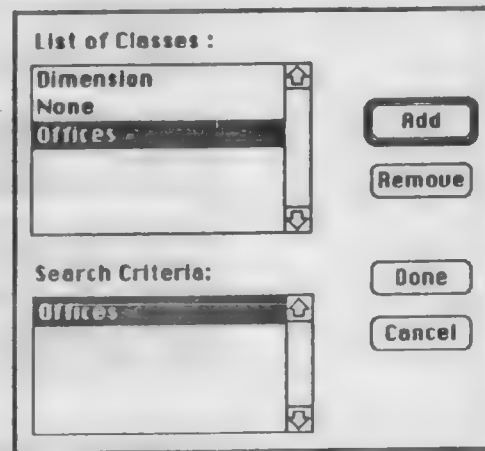 List of Classes :
Dimension
None
Offices
Add
Remove
Search Criteria:
Offices
Done
Cancel